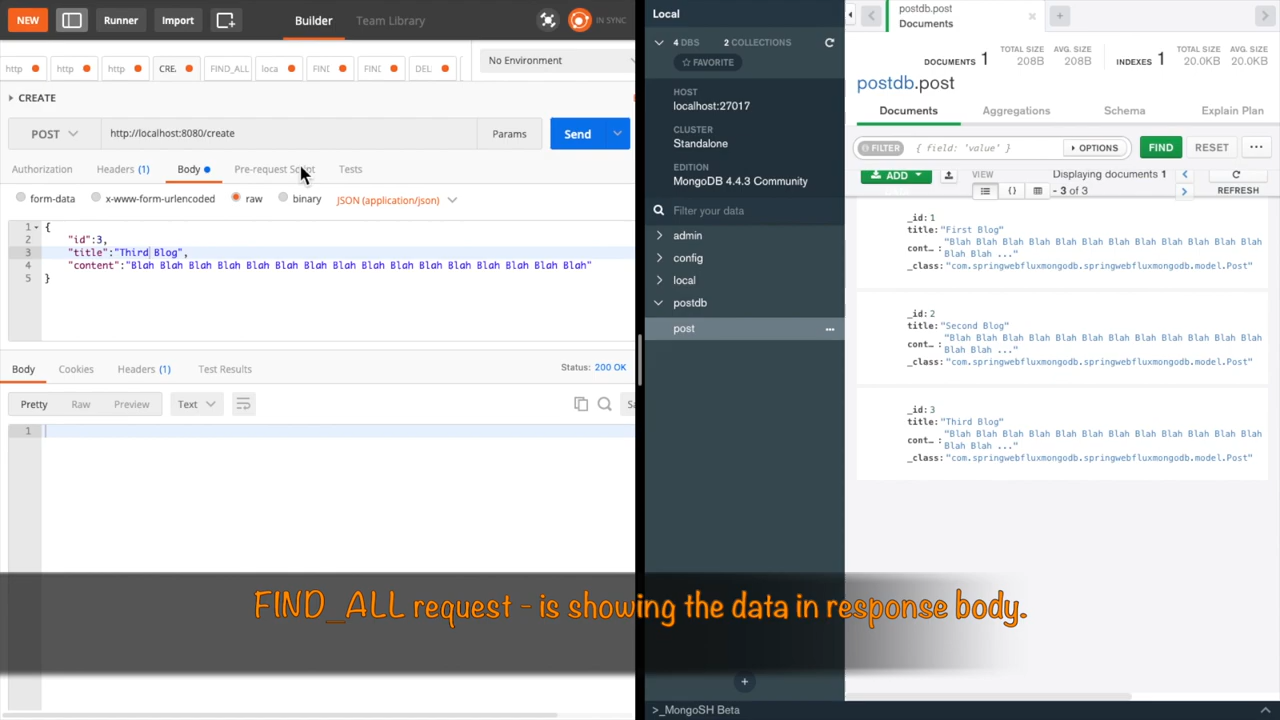 NEW
Runner
Import
Builder
Team Library
IN SYNC
http
http
http
CRE
FIND_ALL
loca
FINI
FINI
DEL
No Environment
CREATE
POST
http://localhost:8080/create
Params
Send
Authorization
Headers (1)
Body
Pre-request Script
Tests
form-data
x-www-form-urlencoded
raw
binary
JSON (application/json)
1 {
2 "id":3,
3 "title":"Third Blog",
4 "content":"Blah Blah Blah Blah Blah Blah Blah Blah Blah Blah Blah Blah Blah Blah Blah Blah"
5 }
Body
Cookies
Headers (1)
Test Results
Status: 200 OK
Pretty
Raw
Preview
Text
Sa
1
Local
4 DBS
2 COLLECTIONS
☆ FAVORITE
HOST
localhost:27017
CLUSTER
Standalone
EDITION
MongoDB 4.4.3 Community
Filter your data
admin
config
local
postdb
post
>_MongoSH Beta
postdb.post
Documents
DOCUMENTS 1
TOTAL SIZE
208B
AVG. SIZE
208B
INDEXES 1
TOTAL SIZE
20.0KB
AVG. SIZE
20.0KB
postdb.post
Documents
Aggregations
Schema
Explain Plan
FILTER
{ field: 'value' }
OPTIONS
FIND
RESET
ADD
VIEW
{}
Displaying documents 1
- 3 of 3
REFRESH
_id: 1
title: "First Blog"
cont… : "Blah Blah Blah Blah Blah Blah Blah Blah Blah Blah Blah Blah
Blah Blah ..."
_class: "com.springwebfluxmongodb.springwebfluxmongodb.model.Post"
_id: 2
title: "Second Blog"
cont… : "Blah Blah Blah Blah Blah Blah Blah Blah Blah Blah Blah Blah
Blah Blah ..."
_class: "com.springwebfluxmongodb.springwebfluxmongodb.model.Post"
_id: 3
title: "Third Blog"
cont… : "Blah Blah Blah Blah Blah Blah Blah Blah Blah Blah Blah Blah
Blah Blah ..."
_class: "com.springwebfluxmongodb.springwebfluxmongodb.model.Post"
FIND_ALL request - is showing the data in response body.